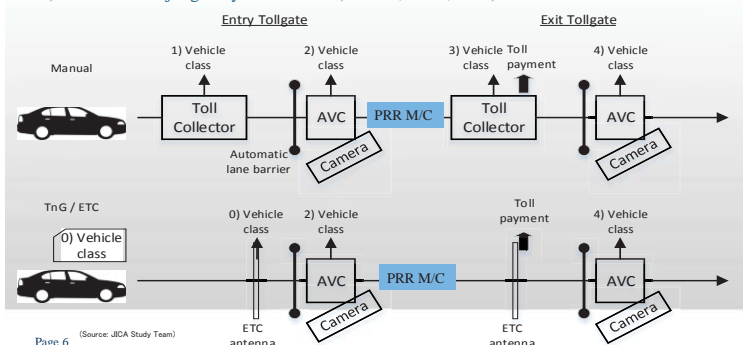 Entry Tollgate
Exit Tollgate
Manual
1) Vehicle
class
2) Vehicle
class
3) Vehicle
class
Toll
payment
4) Vehicle
class
Toll
Collector
AVC
PRR M/C
Toll
Collector
AVC
Automatic
lane barrier
Camera
Camera
TnG / ETC
0) Vehicle
class
0) Vehicle
class
2) Vehicle
class
Toll
payment
4) Vehicle
class
AVC
PRR M/C
AVC
Camera
Camera
ETC
antenna
ETC
antenna
Page 6
(Source: JICA Study Team)